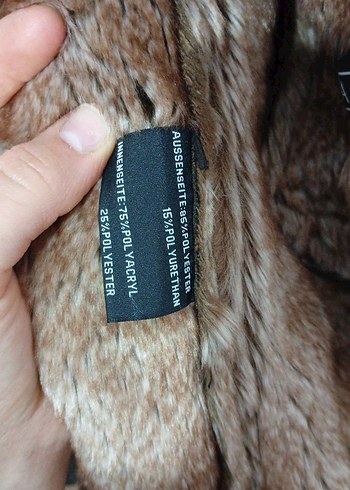 AUSSENSEITE:85%POLYESTER
15%POLYURETHAN
INNENSEITE:75%POLYACRYL
25%POLYESTER